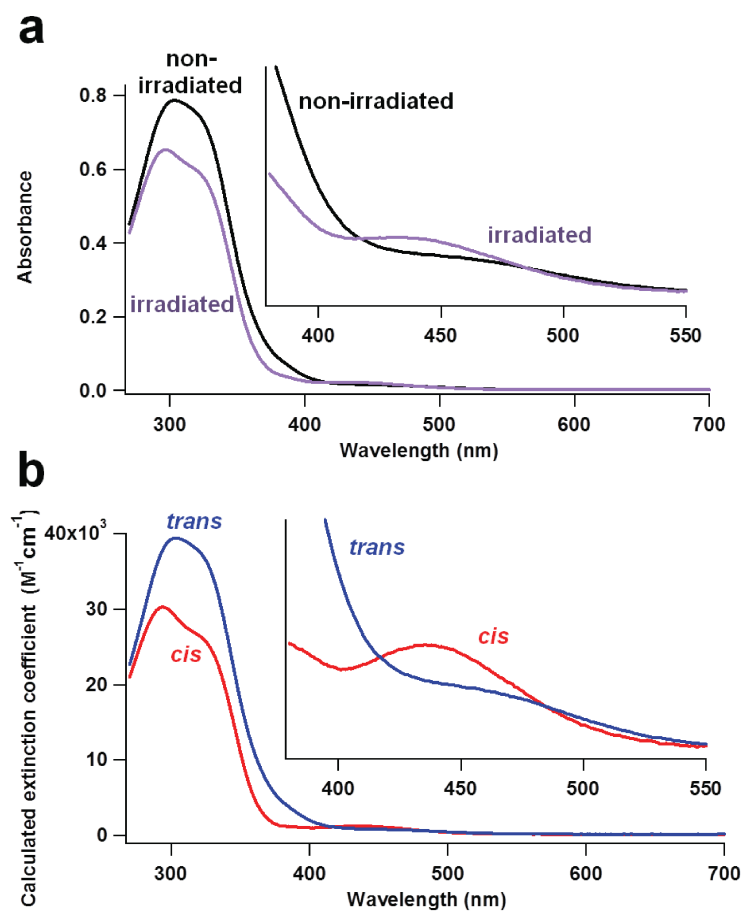 a
non-
irradiated
non-irradiated
irradiated
irradiated
Absorbance
0.8
0.6
0.4
0.2
0.0
400
450
500
550
300
400
500
600
700
Wavelength (nm)
b
Calculated extinction coefficient (M⁻¹cm⁻¹)
40x10³
30
20
10
0
trans
cis
trans
cis
400
450
500
550
300
400
500
600
700
Wavelength (nm)